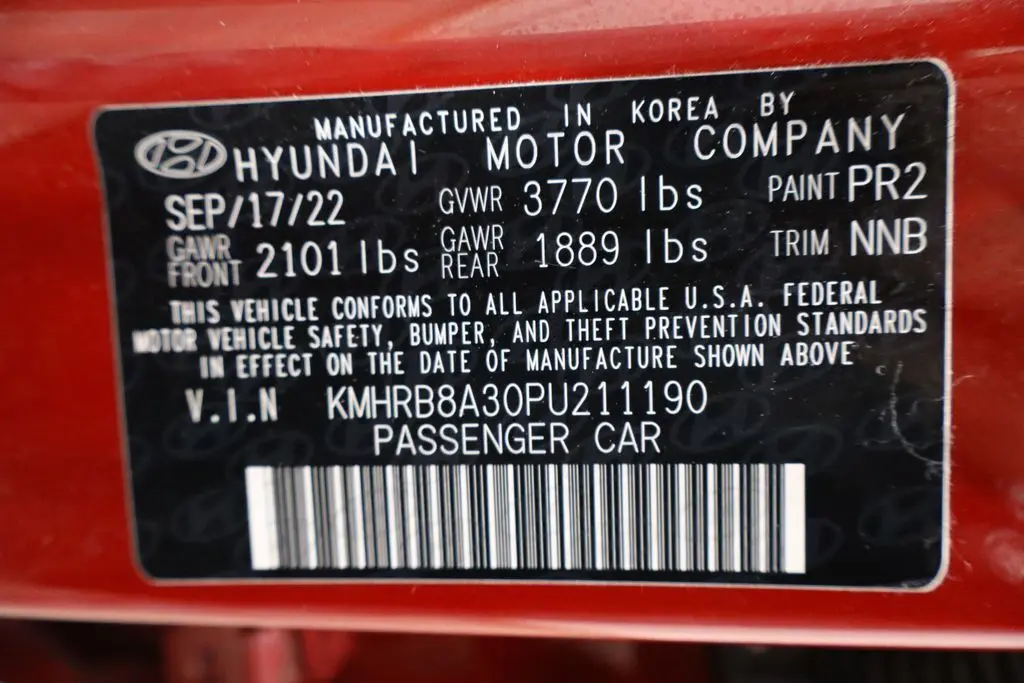 MANUFACTURED IN KOREA BY
HYUNDAI MOTOR COMPANY
SEP/17/22 GVWR 3770 lbs PAINT PR2
GAWR FRONT 2101 lbs GAWR REAR 1889 lbs TRIM NNB
THIS VEHICLE CONFORMS TO ALL APPLICABLE U.S.A. FEDERAL
MOTOR VEHICLE SAFETY, BUMPER, AND THEFT PREVENTION STANDARDS
IN EFFECT ON THE DATE OF MANUFACTURE SHOWN ABOVE
V.I.N KMHRB8A30PU211190
PASSENGER CAR